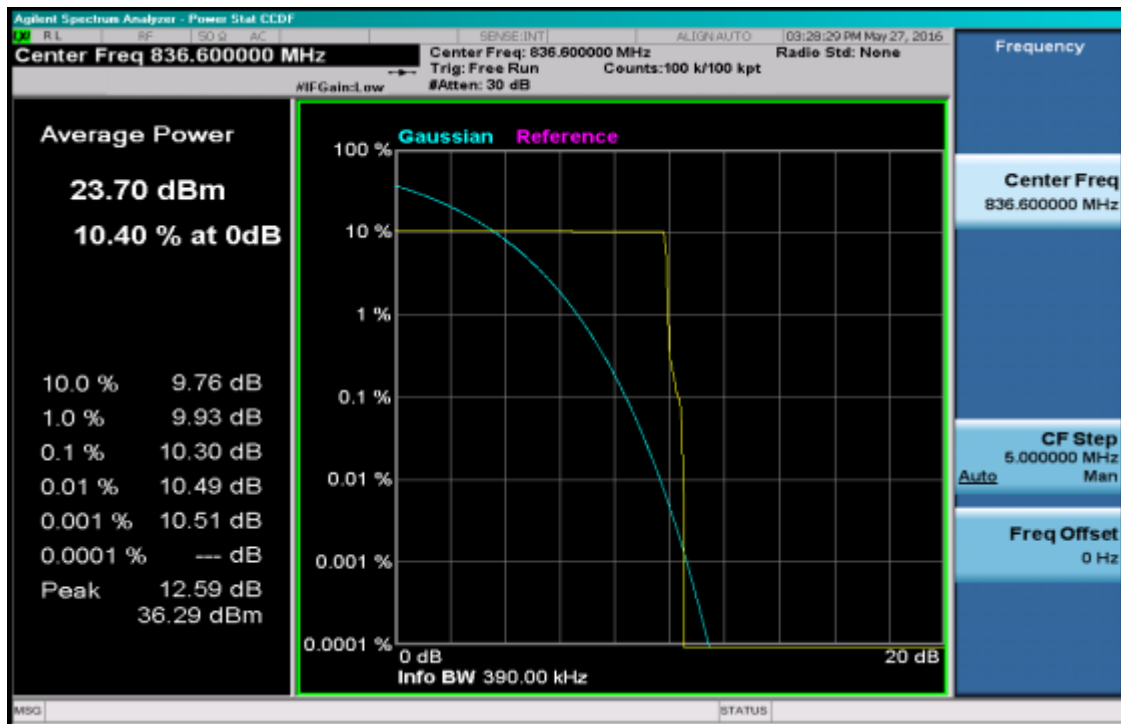 Agilent Spectrum Analyzer - Power Stat CCDF
RL RF 50 Ω AC SENSE:INT ALIGN AUTO 03:28:29 PM May 27, 2016
Center Freq 836.600000 MHz
Center Freq: 836.600000 MHz Radio Std: None
Trig: Free Run Counts:100 k/100 kpt
#IFGain:Low #Atten: 30 dB
Average Power
23.70 dBm
10.40 % at 0dB
10.0 % 9.76 dB
1.0 % 9.93 dB
0.1 % 10.30 dB
0.01 % 10.49 dB
0.001 % 10.51 dB
0.0001 % --- dB
Peak 12.59 dB
36.29 dBm
Gaussian Reference
100 %
10 %
1 %
0.1 %
0.01 %
0.001 %
0.0001 %
0 dB 20 dB
Info BW 390.00 kHz
Frequency
Center Freq
836.600000 MHz
CF Step
5.000000 MHz
Auto Man
Freq Offset
0 Hz
MSG STATUS